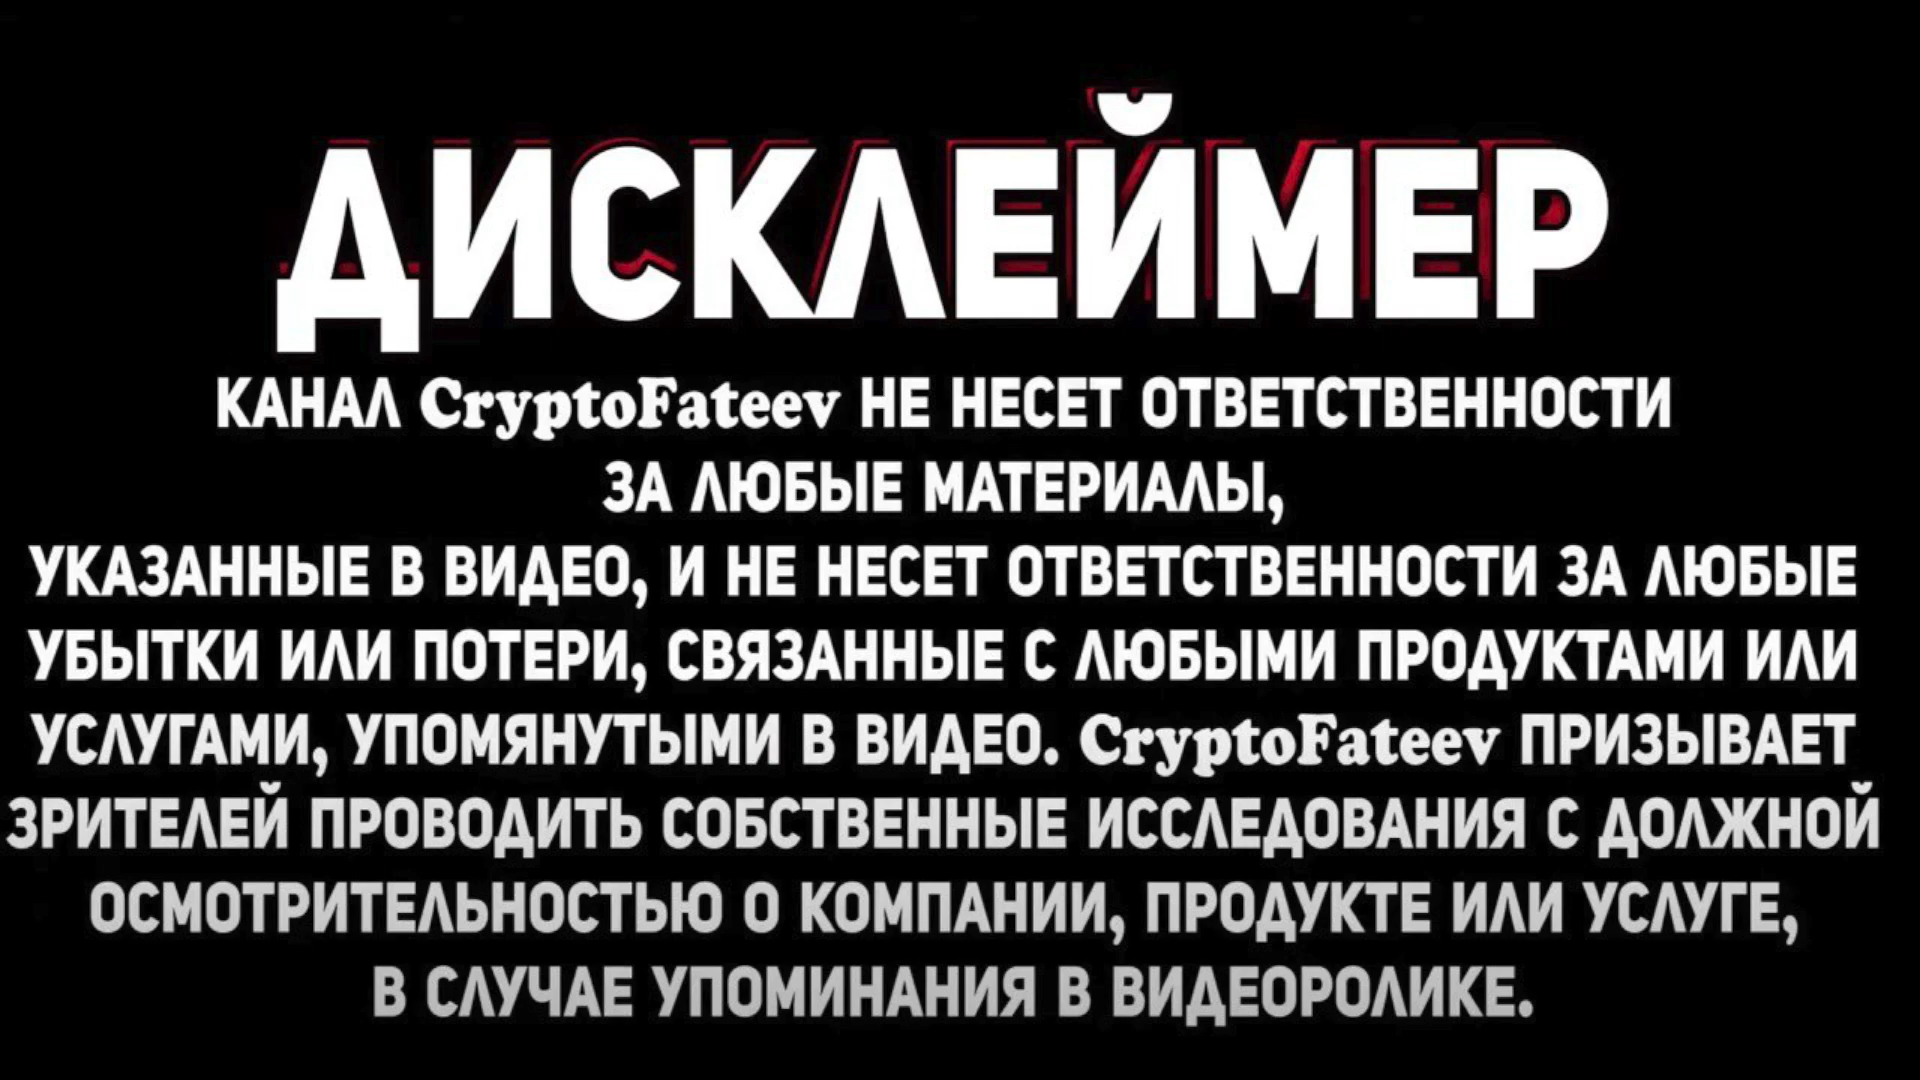 ДИСКЛЕЙМЕР
КАНАЛ CryptoFateev НЕ НЕСЕТ ОТВЕТСТВЕННОСТИ
ЗА ЛЮБЫЕ МАТЕРИАЛЫ,
УКАЗАННЫЕ В ВИДЕО, И НЕ НЕСЕТ ОТВЕТСТВЕННОСТИ ЗА ЛЮБЫЕ
УБЫТКИ ИЛИ ПОТЕРИ, СВЯЗАННЫЕ С ЛЮБЫМИ ПРОДУКТАМИ ИЛИ
УСЛУГАМИ, УПОМЯНУТЫМИ В ВИДЕО. CryptoFateev ПРИЗЫВАЕТ
ЗРИТЕЛЕЙ ПРОВОДИТЬ СОБСТВЕННЫЕ ИССЛЕДОВАНИЯ С ДОЛЖНОЙ
ОСМОТРИТЕЛЬНОСТЬЮ О КОМПАНИИ, ПРОДУКТЕ ИЛИ УСЛУГЕ,
В СЛУЧАЕ УПОМИНАНИЯ В ВИДЕОРОЛИКЕ.